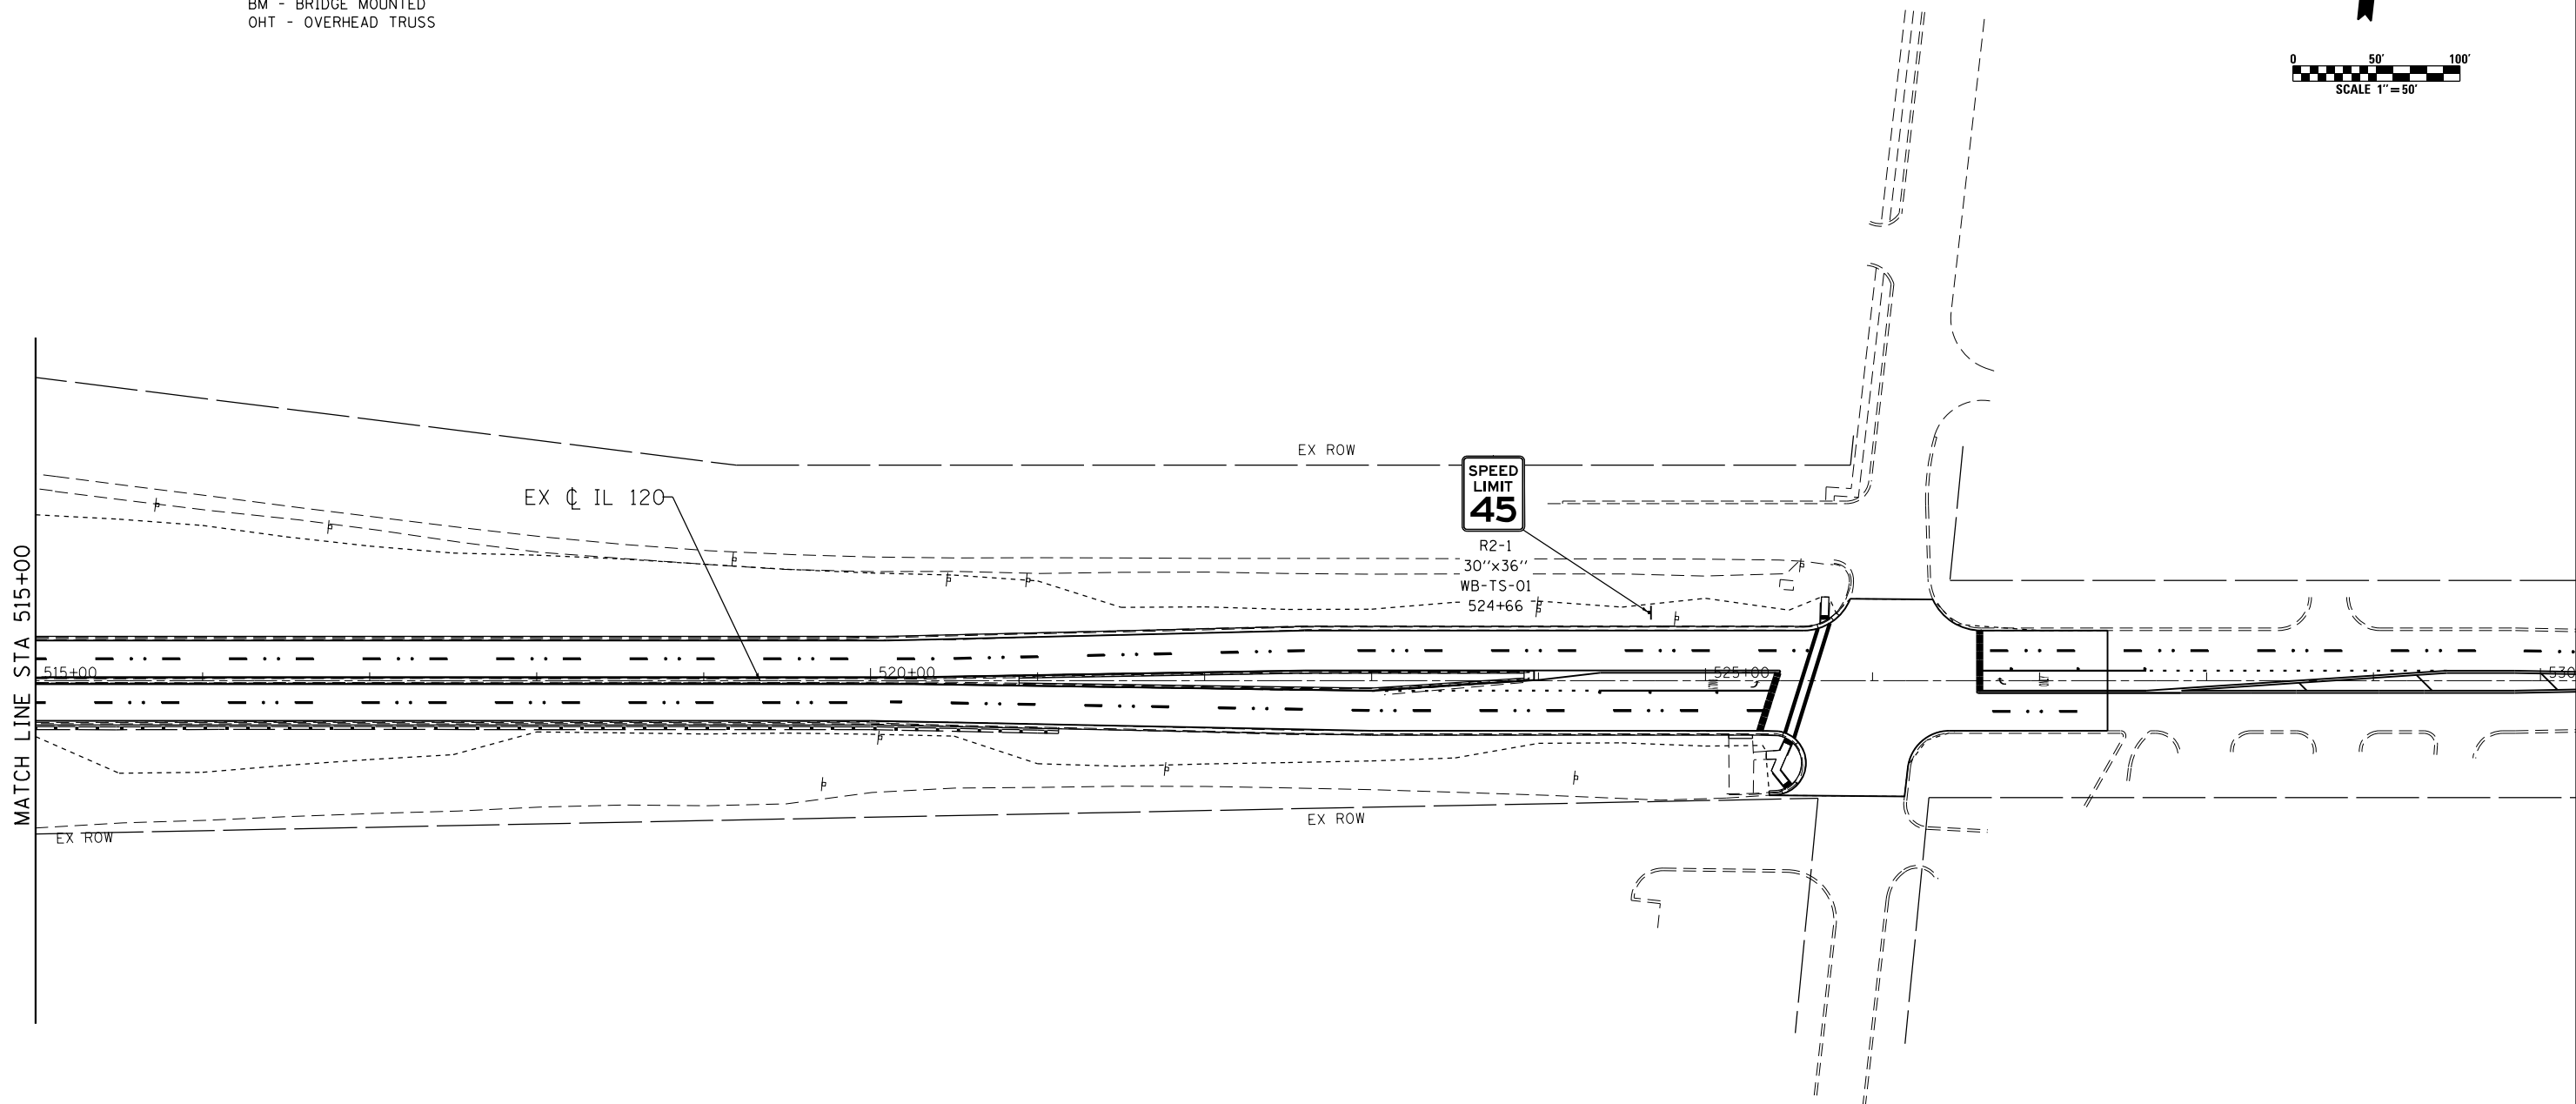 BM - BRIDGE MOUNTED
OHT - OVERHEAD TRUSS
0 50' 100'
SCALE 1"=50'
EX ROW
SPEED
LIMIT
45
EX ℄ IL 120
R2-1
30"x36"
WB-TS-01
524+66
MATCH LINE STA 515+00
515+00
520+00
525+00
530
EX ROW
EX ROW